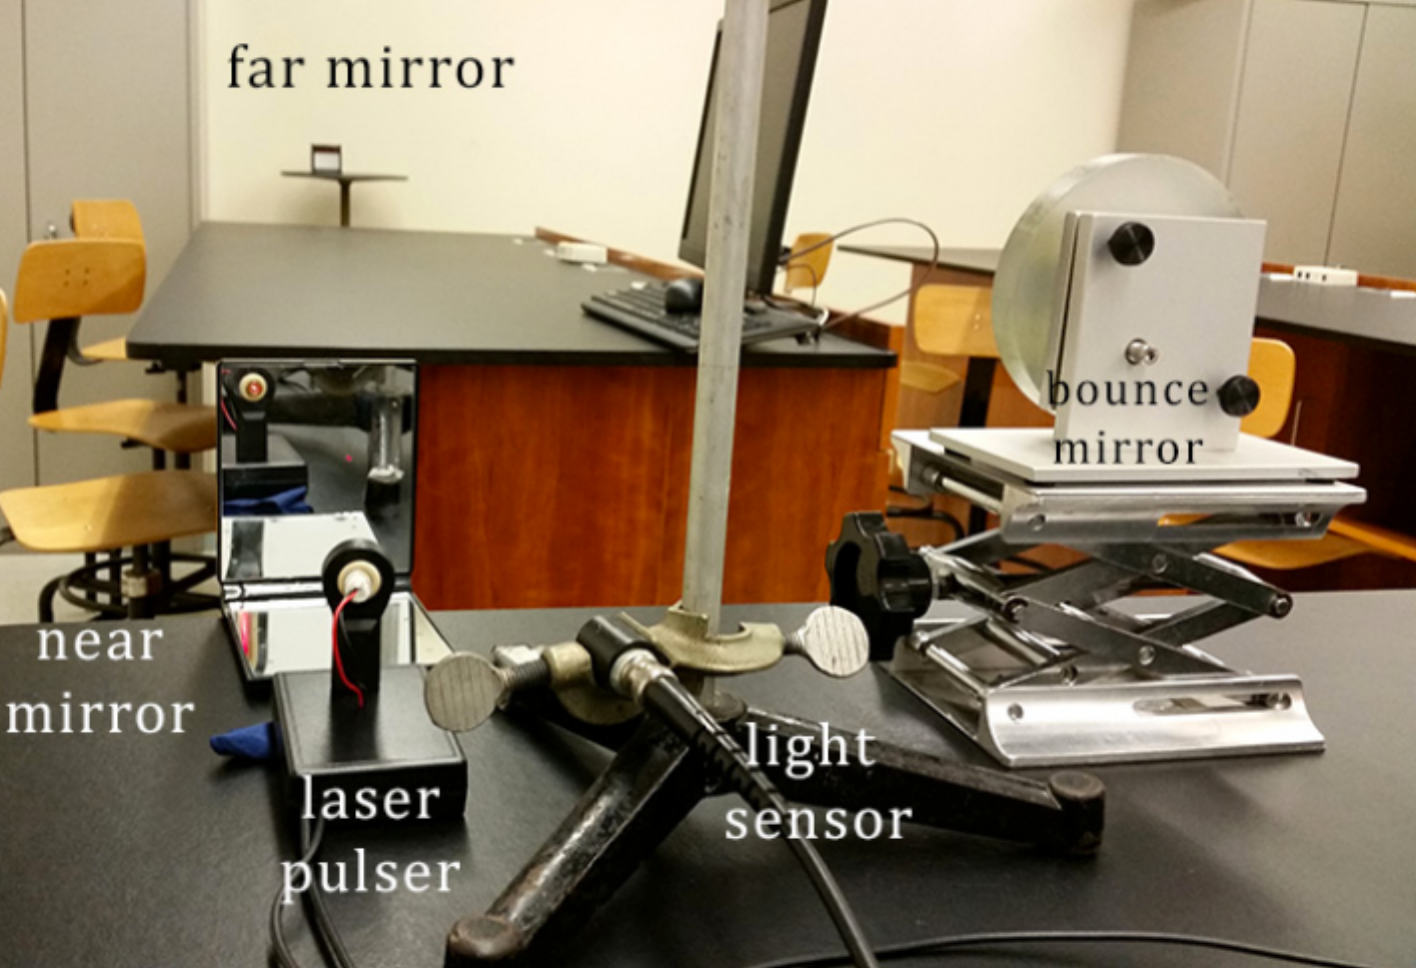 far mirror
bounce
mirror
near
mirror
light
sensor
laser
pulser